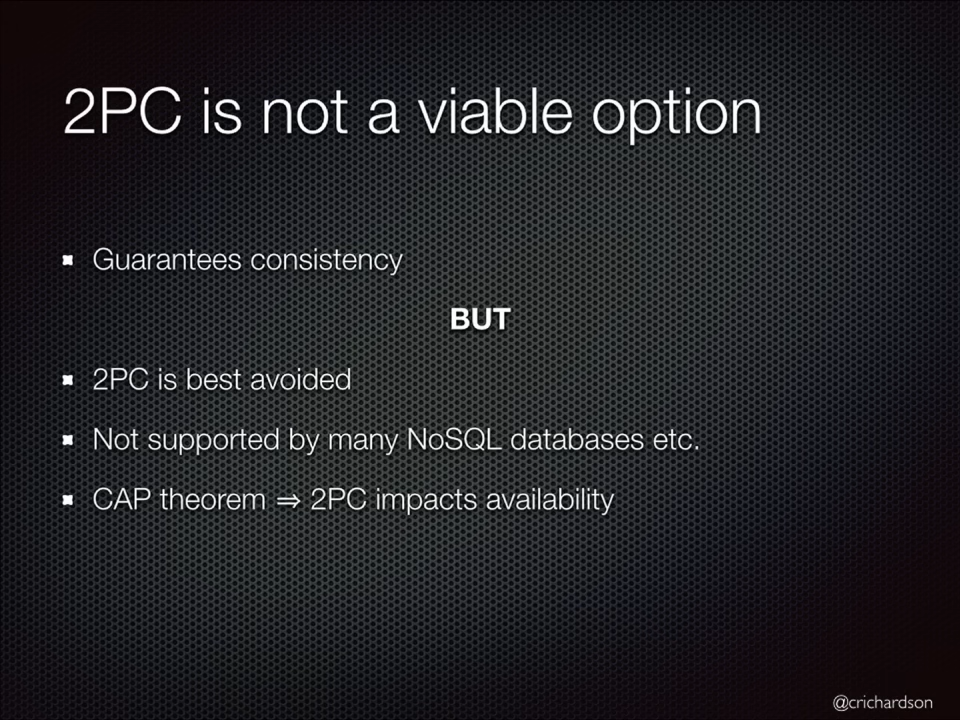 2PC is not a viable option
Guarantees consistency
BUT
2PC is best avoided
Not supported by many NoSQL databases etc.
CAP theorem ⇒ 2PC impacts availability
@crichardson